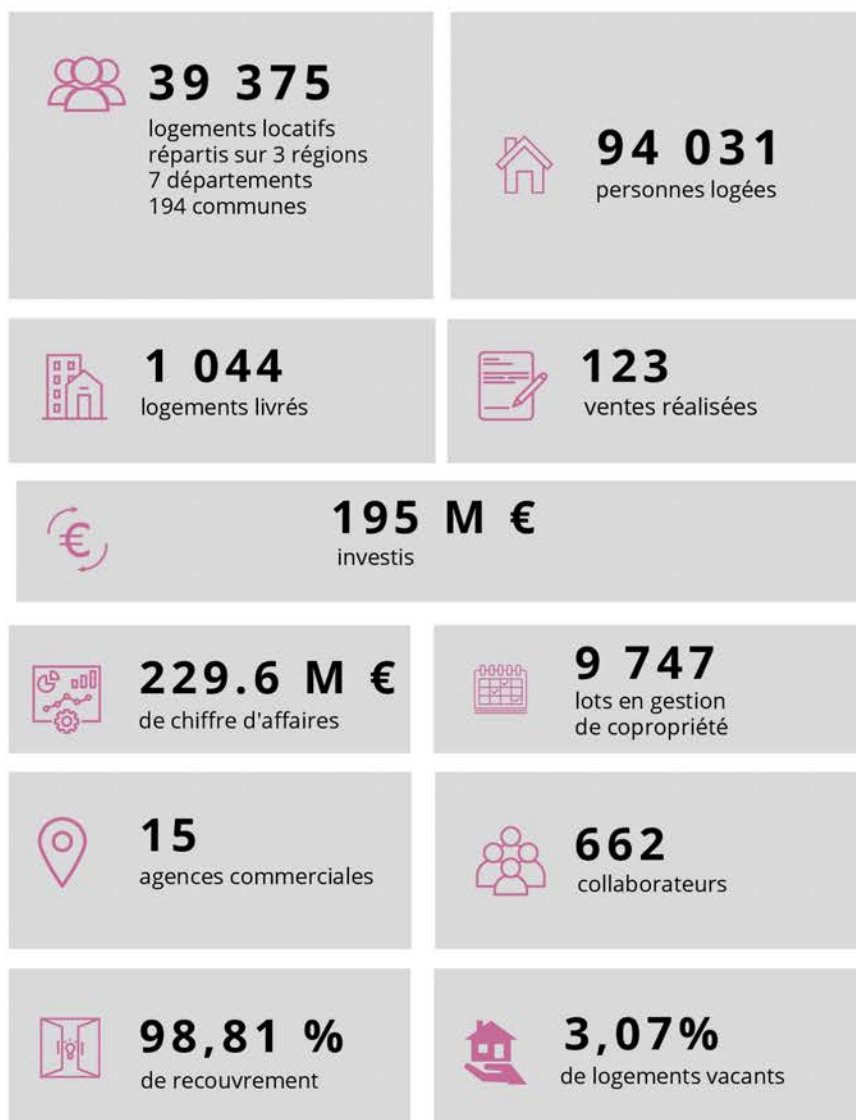 39 375
logements locatifs
répartis sur 3 régions
7 départements
194 communes
94 031
personnes logées
1 044
logements livrés
123
ventes réalisées
195 M €
investis
229.6 M €
de chiffre d'affaires
9 747
lots en gestion
de copropriété
15
agences commerciales
662
collaborateurs
98,81 %
de recouvrement
3,07%
de logements vacants